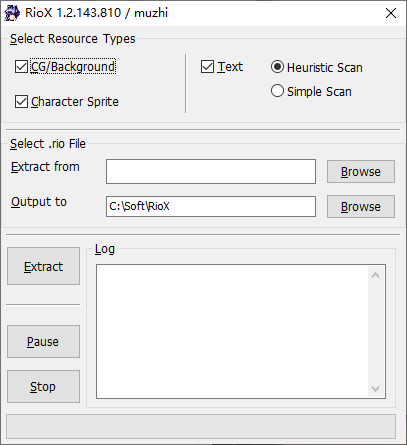 RioX 1.2.143.810 / muzhi
Select Resource Types
CG/Background
Text
Heuristic Scan
Simple Scan
Character Sprite
Select .rio File
Extract from
Browse
Output to
C:\Soft\RioX
Browse
Extract
Log
Pause
Stop